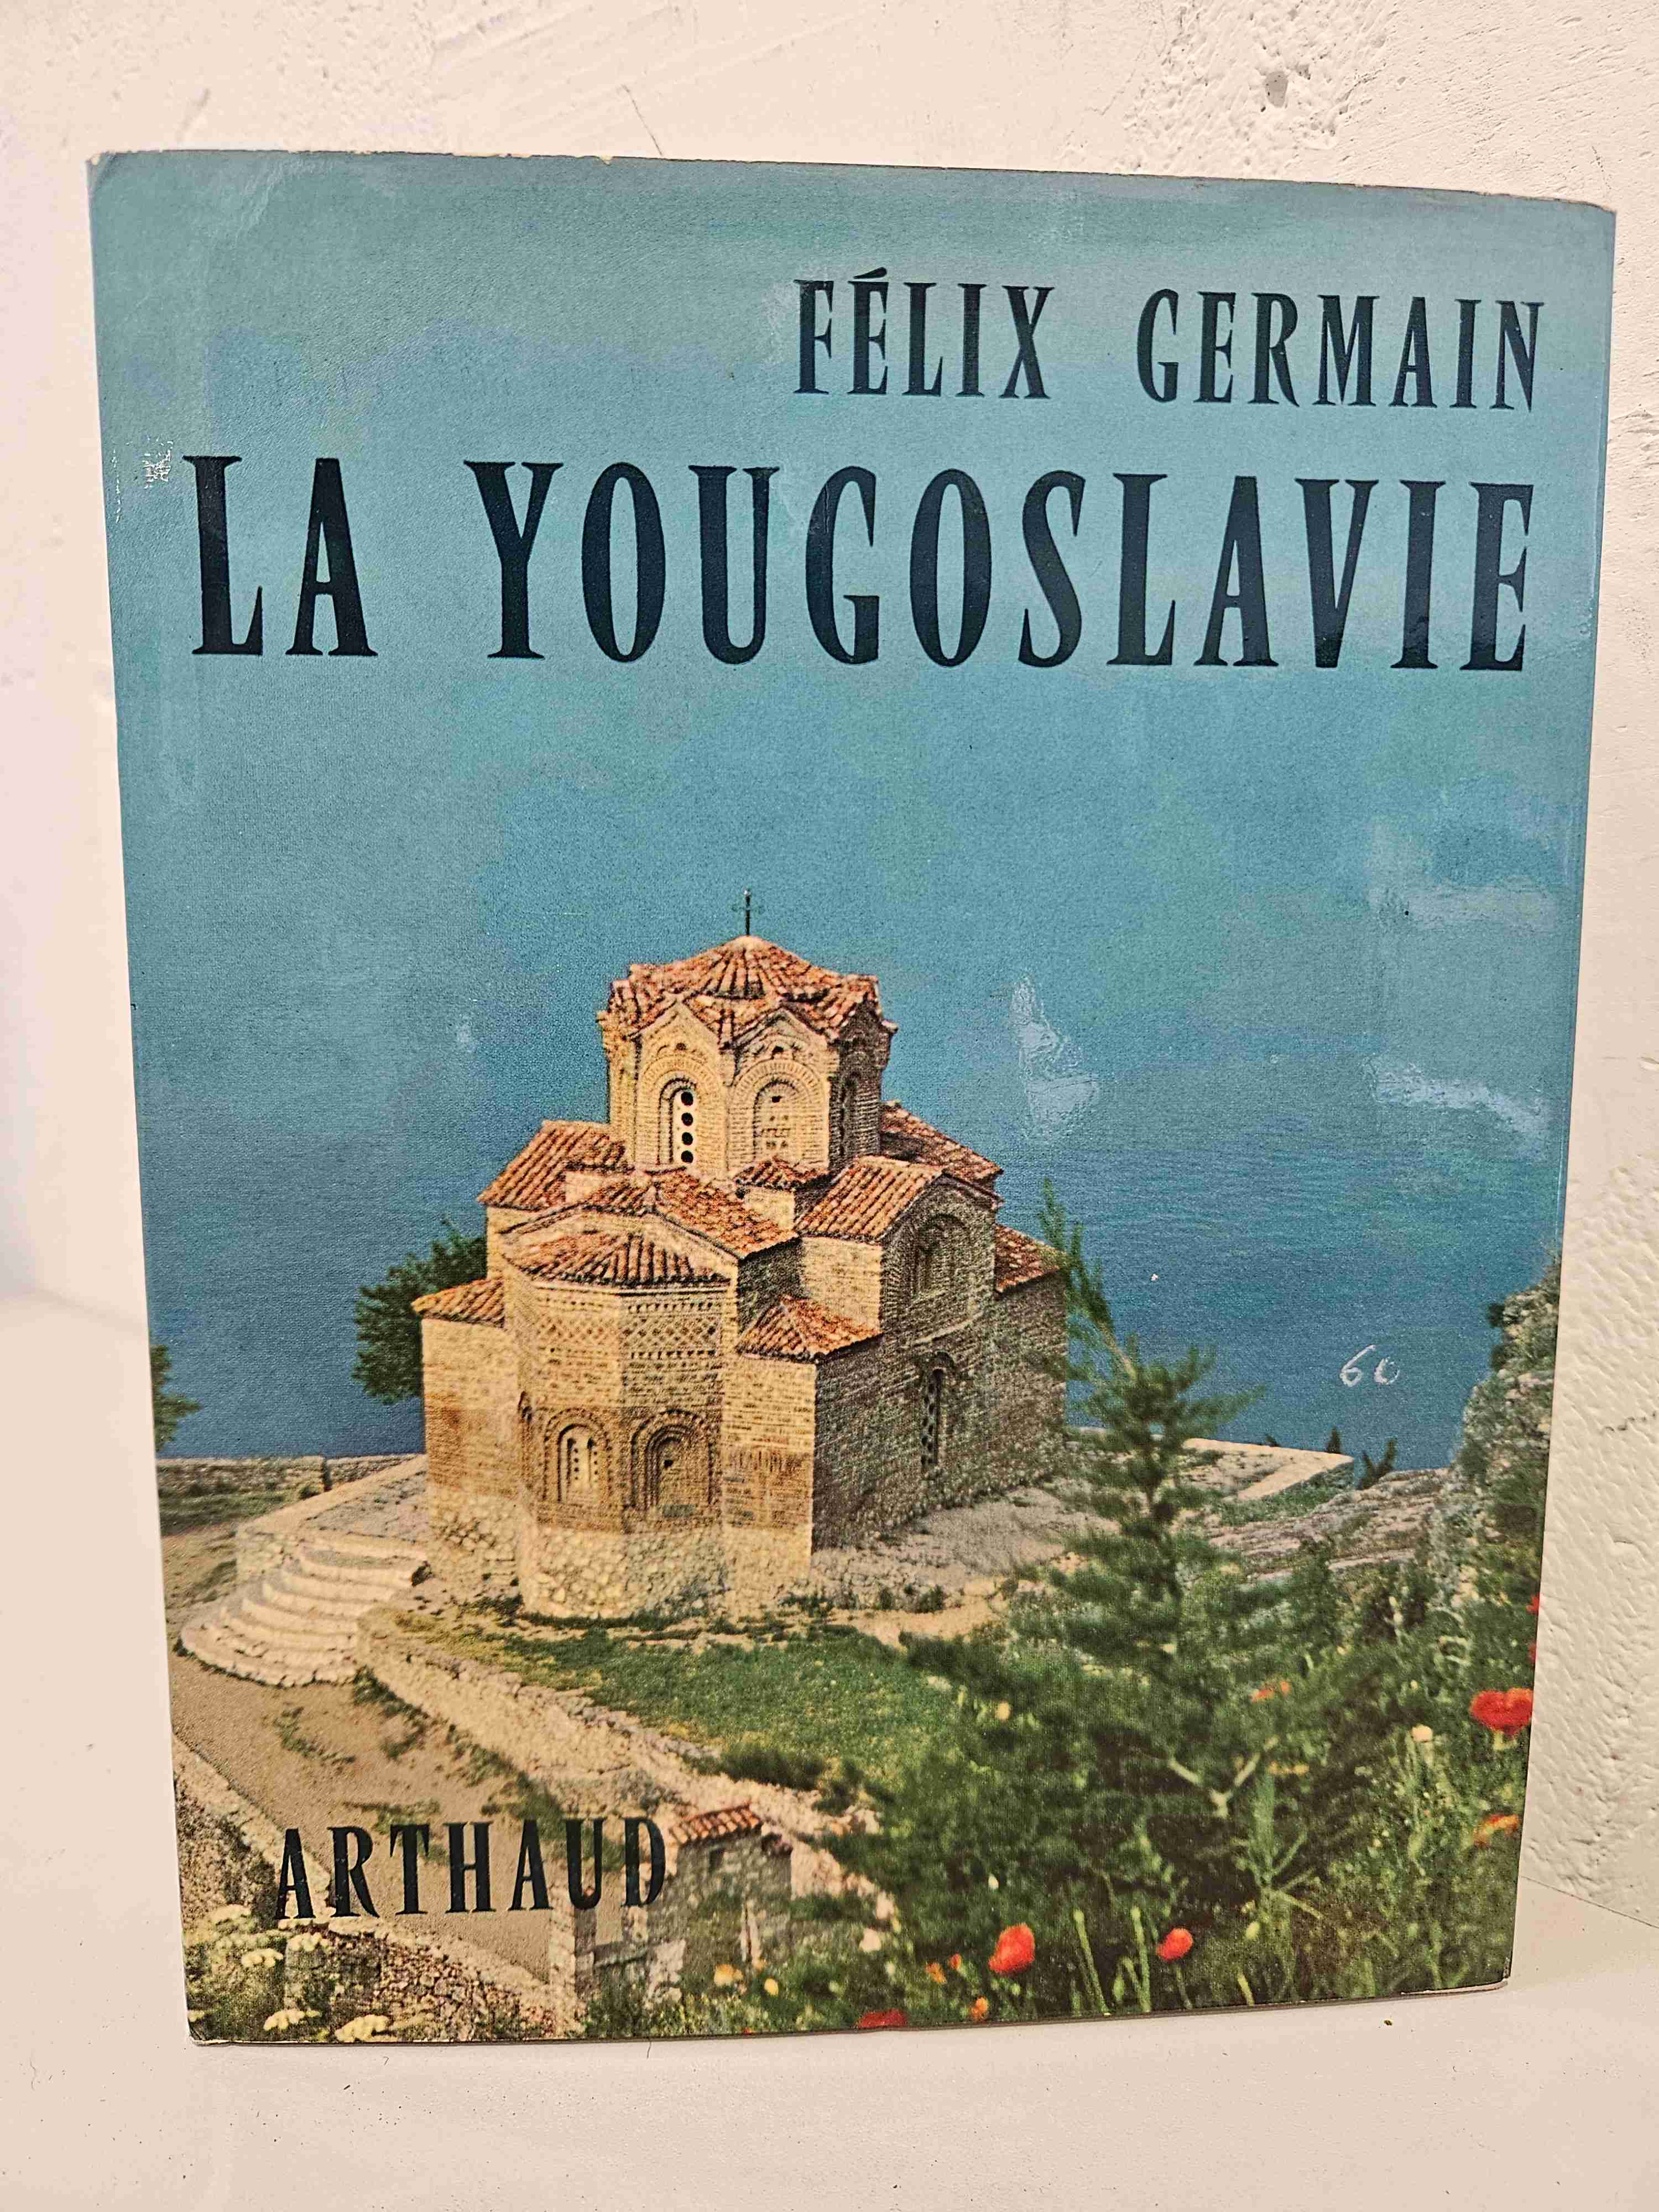 FÉLIX GERMAIN
LA YOUGOSLAVIE
60
ARTHAUD